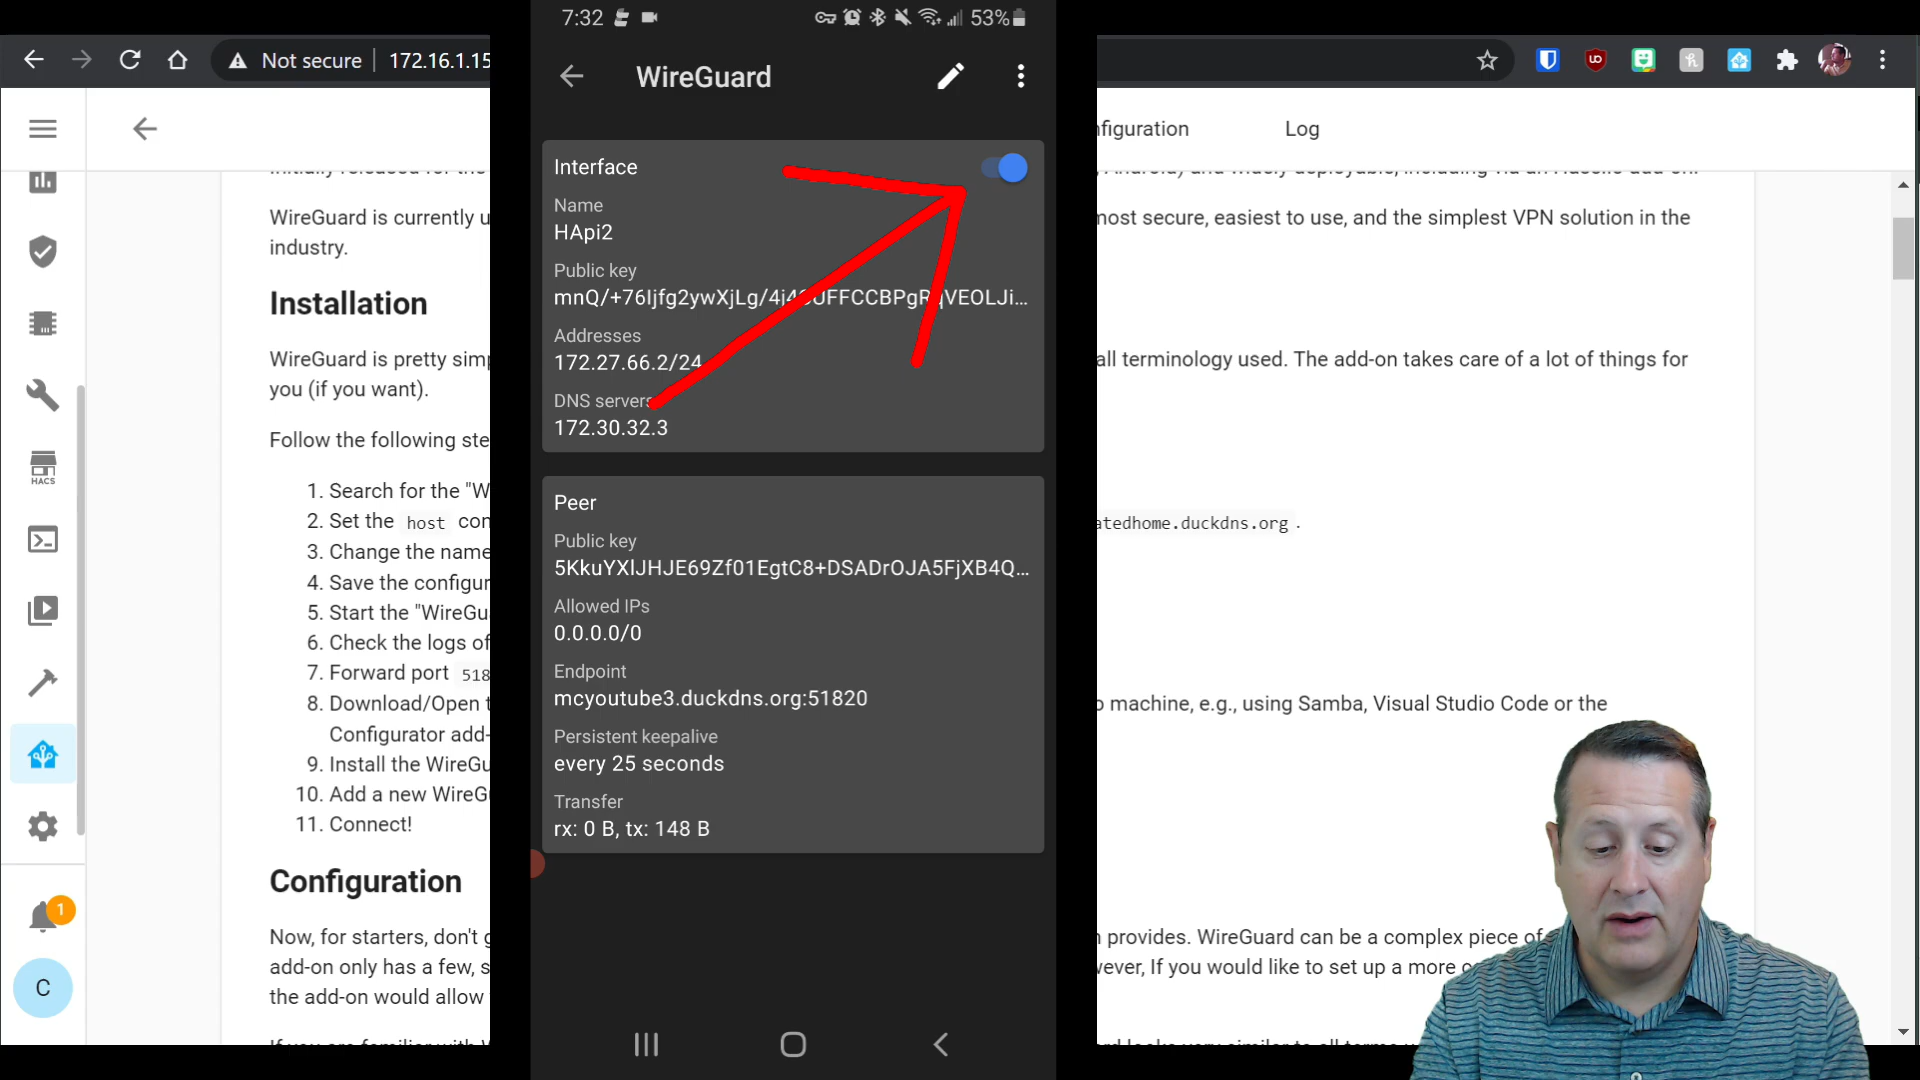 7:32
53%
Not secure
172.16.1.15
WireGuard
nfiguration
Log
Interface
Name
HApi2
Public key
Addresses
172.27.66.2/24
DNS servers
172.30.32.3
Peer
Public key
5KkuYXlJHJE69Zf01EgtC8+DSADrOJA5FjXB4Q...
Allowed IPs
0.0.0.0/0
Endpoint
mcyoutube3.duckdns.org:51820
Persistent keepalive
every 25 seconds
Transfer
rx: 0 B, tx: 148 B
WireGuard is currently u
most secure, easiest to use, and the simplest VPN solution in the
industry.
Installation
WireGuard is pretty simp
all terminology used. The add-on takes care of a lot of things for
you (if you want).
Follow the following ste
1. Search for the "W
2. Set the host con
atedhome.duckdns.org .
3. Change the name
4. Save the configur
5. Start the "WireGua
6. Check the logs of
7. Forward port 518
8. Download/Open t
o machine, e.g., using Samba, Visual Studio Code or the
Configurator add-
9. Install the WireGu
10. Add a new WireG
11. Connect!
Configuration
Now, for starters, don't g
n provides. WireGuard can be a complex piece of
add-on only has a few, s
wever, If you would like to set up a more c
the add-on would allow
HACS
1
C